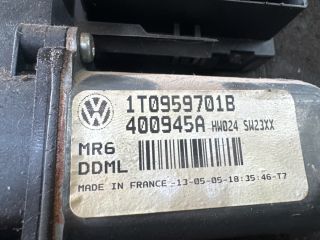 1T0959701B
400945A HW024 SW23XX
MR6
DDML
MADE IN FRANCE -13-05-05-18:35:46-T7